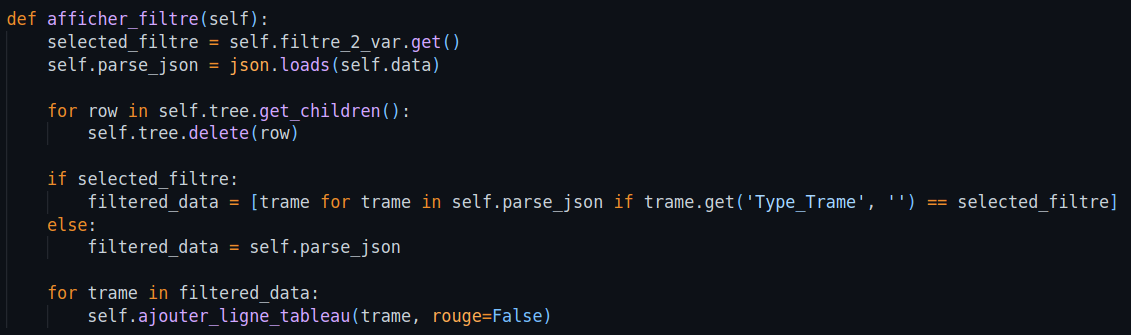 def afficher_filtre(self):
    selected_filtre = self.filtre_2_var.get()
    self.parse_json = json.loads(self.data)

    for row in self.tree.get_children():
        self.tree.delete(row)

    if selected_filtre:
        filtered_data = [trame for trame in self.parse_json if trame.get('Type_Trame', '') == selected_filtre]
    else:
        filtered_data = self.parse_json

    for trame in filtered_data:
        self.ajouter_ligne_tableau(trame, rouge=False)